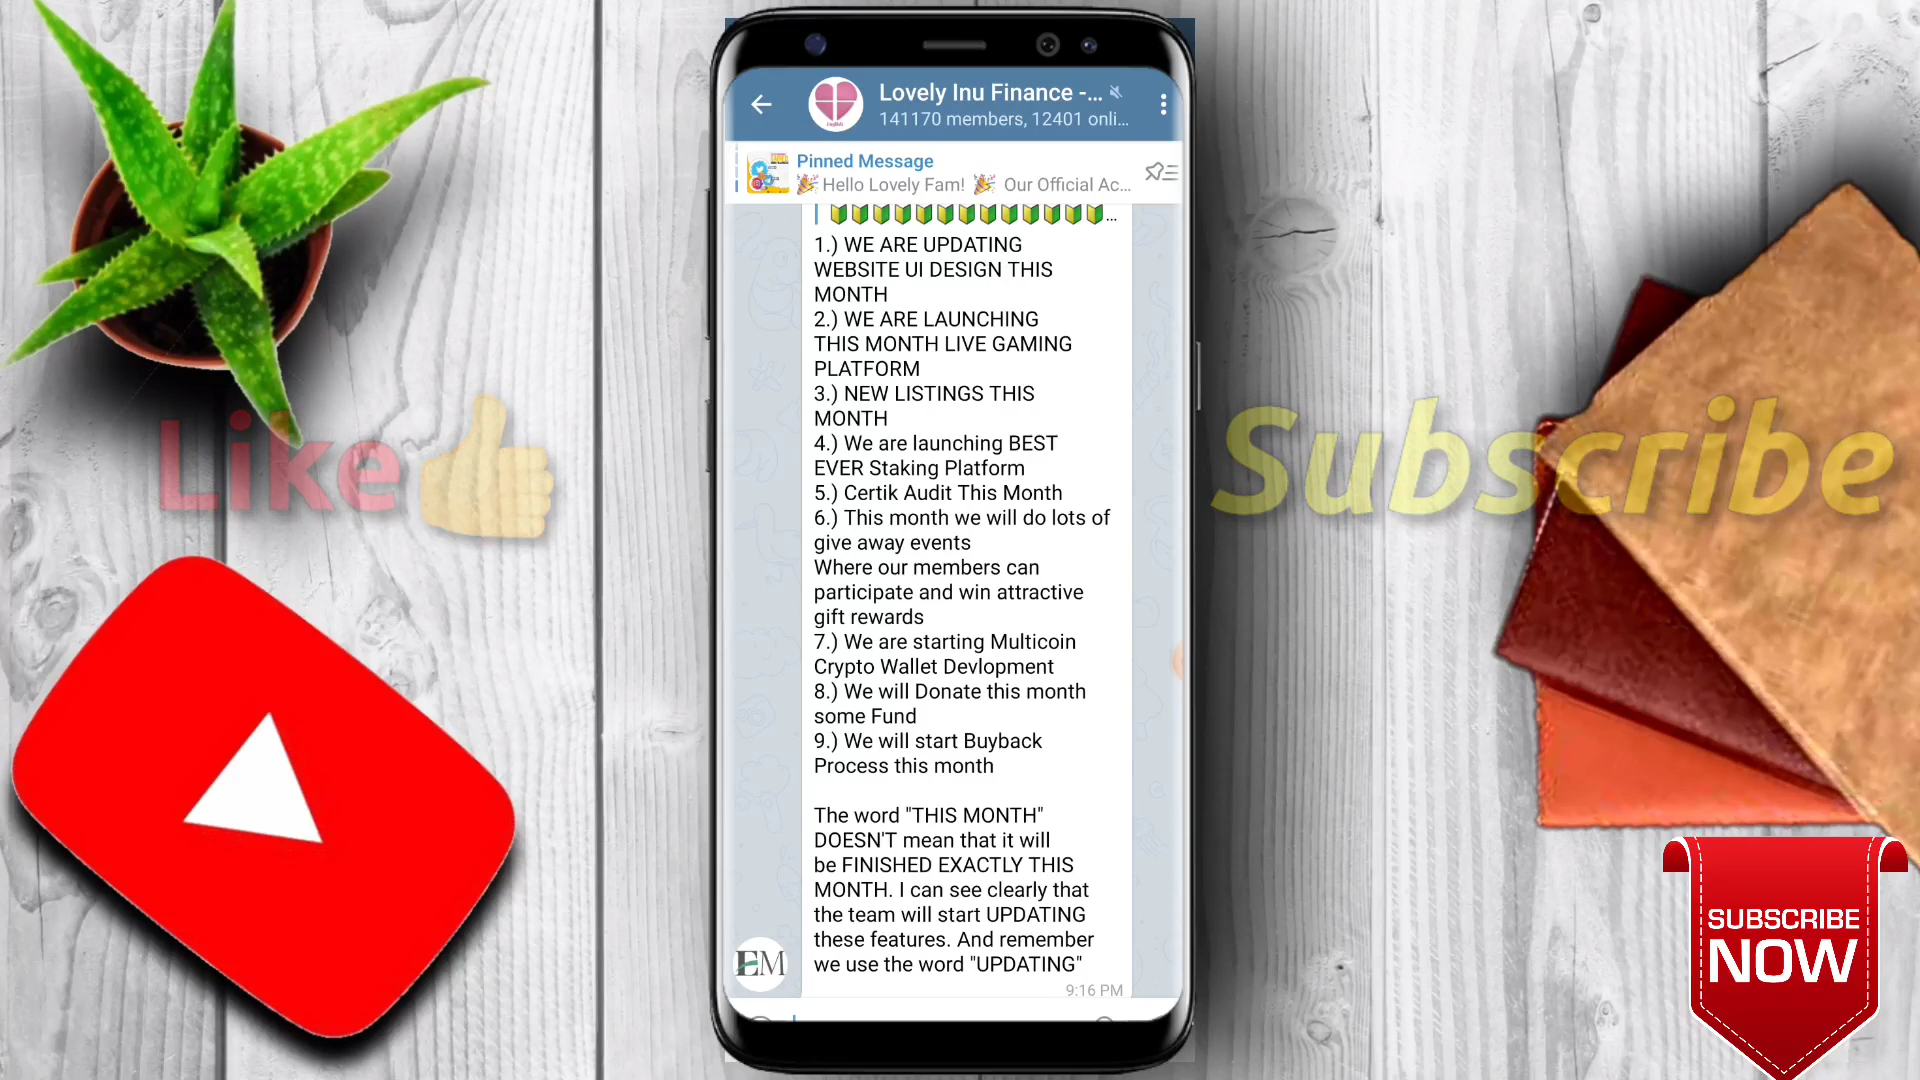 Lovely Inu Finance -...
141170 members, 12401 onli...
Pinned Message
🎉 Hello Lovely Fam! 🎉 Our Official Ac...
🔰🔰🔰🔰🔰🔰🔰🔰🔰🔰🔰🔰🔰...
1.) WE ARE UPDATING
WEBSITE UI DESIGN THIS
MONTH
2.) WE ARE LAUNCHING
THIS MONTH LIVE GAMING
PLATFORM
3.) NEW LISTINGS THIS
MONTH
4.) We are launching BEST
EVER Staking Platform
5.) Certik Audit This Month
6.) This month we will do lots of
give away events
Where our members can
participate and win attractive
gift rewards
7.) We are starting Multicoin
Crypto Wallet Devlopment
8.) We will Donate this month
some Fund
9.) We will start Buyback
Process this month
The word "THIS MONTH"
DOESN'T mean that it will
be FINISHED EXACTLY THIS
MONTH. I can see clearly that
the team will start UPDATING
these features. And remember
we use the word "UPDATING"
9:16 PM
EM
Like
Subscribe
SUBSCRIBE
NOW